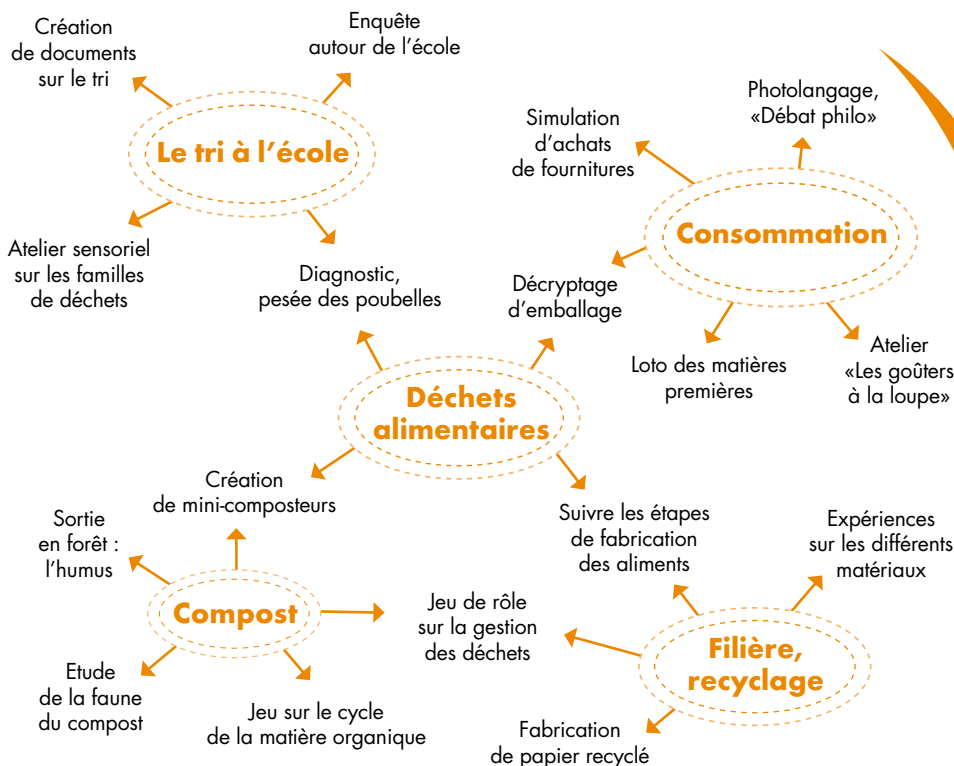 Création
de documents
sur le tri
Enquête
autour de l'école
Le tri à l'école
Atelier sensoriel
sur les familles
de déchets
Diagnostic,
pesée des poubelles
Simulation
d'achats
de fournitures
Photolangage,
«Débat philo»
Consommation
Décryptage
d'emballage
Loto des matières
premières
Atelier
«Les goûters
à la loupe»
Déchets
alimentaires
Création
de mini-composteurs
Suivre les étapes
de fabrication
des aliments
Sortie
en forêt :
l'humus
Compost
Etude
de la faune
du compost
Jeu sur le cycle
de la matière organique
Jeu de rôle
sur la gestion
des déchets
Expériences
sur les différents
matériaux
Filière,
recyclage
Fabrication
de papier recyclé